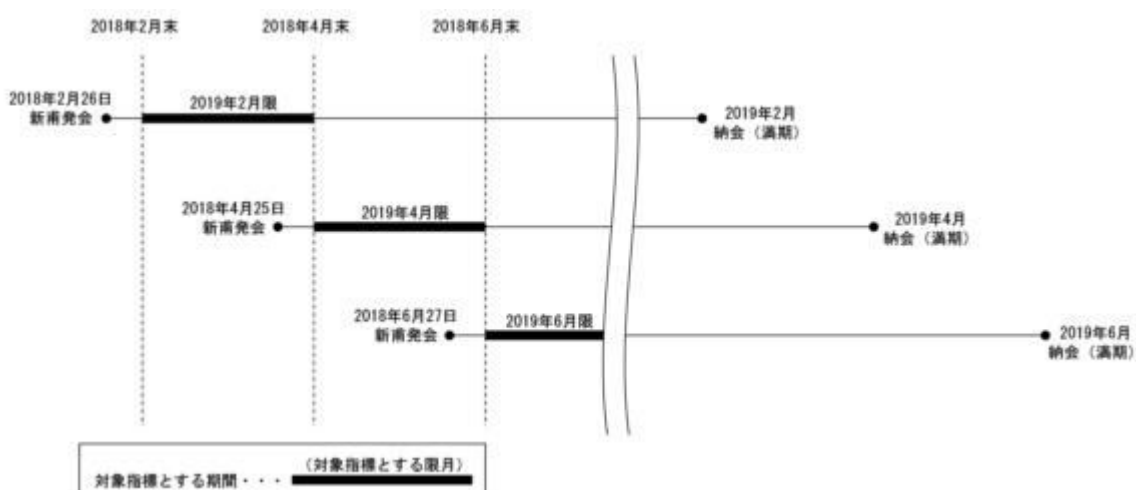 2018年2月末
2018年4月末
2018年6月末
2018年2月26日
新甫発会
2019年2月限
2019年2月
納会（満期）
2018年4月25日
新甫発会
2019年4月限
2019年4月
納会（満期）
2018年6月27日
新甫発会
2019年6月限
2019年6月
納会（満期）
（対象指標とする限月）
対象指標とする期間・・・